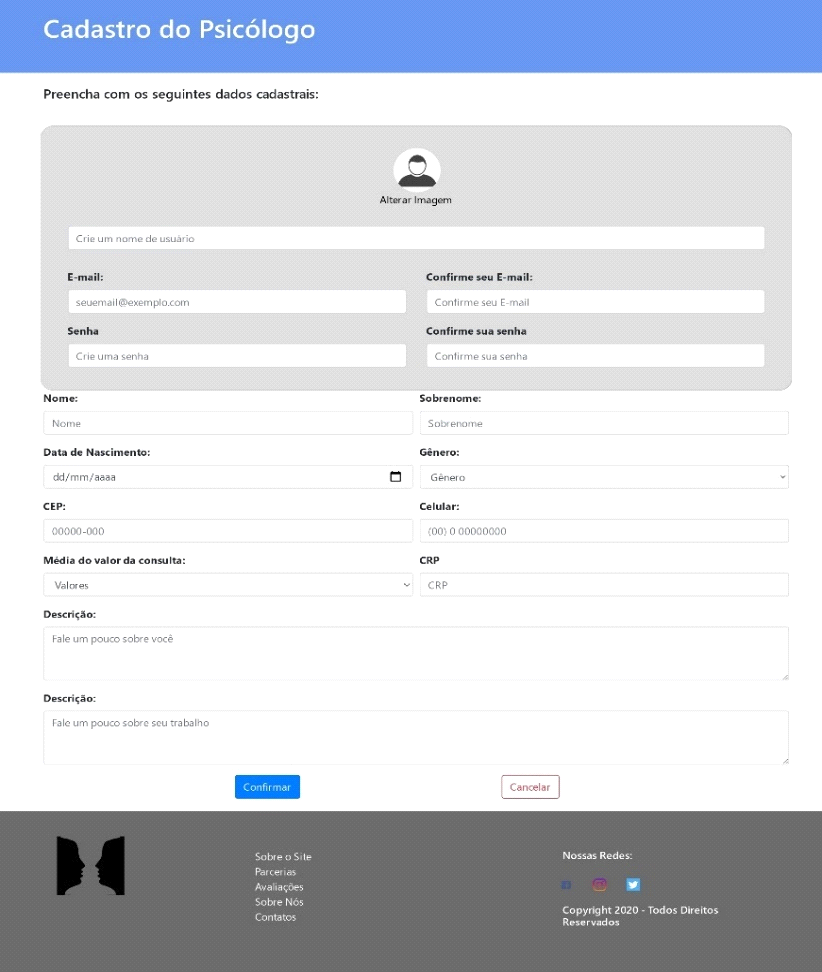 Cadastro do Psicólogo
Preencha com os seguintes dados cadastrais:
Alterar Imagem
Crie um nome de usuário
E-mail:
Confirme seu E-mail:
seuemail@exemplo.com
Confirme seu E-mail
Senha
Confirme sua senha
Crie uma senha
Confirme sua senha
Nome:
Sobrenome:
Nome
Sobrenome
Data de Nascimento:
Gênero:
dd/mm/aaaa
Gênero
CEP:
Celular:
00000-000
(00) 0 00000000
Média do valor da consulta:
CRP
Valores
CRP
Descrição:
Fale um pouco sobre você
Descrição:
Fale um pouco sobre seu trabalho
Confirmar
Cancelar
Sobre o Site
Parcerias
Avaliações
Sobre Nós
Contatos
Nossas Redes:
Copyright 2020 - Todos Direitos
Reservados